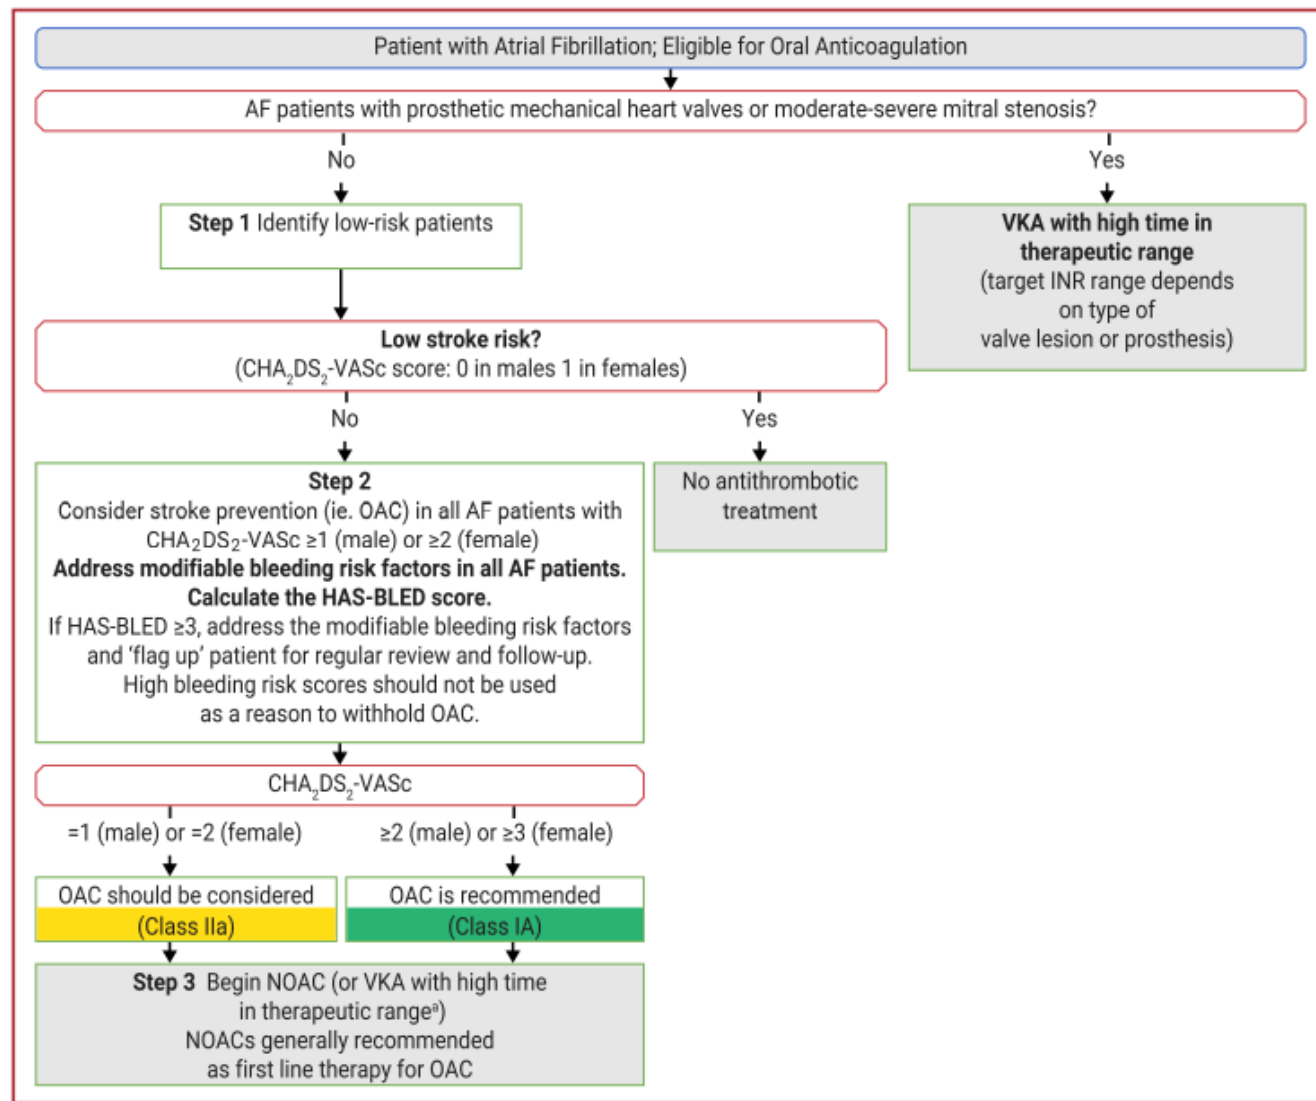 Patient with Atrial Fibrillation; Eligible for Oral Anticoagulation
AF patients with prosthetic mechanical heart valves or moderate-severe mitral stenosis?
No
Yes
Step 1 Identify low-risk patients
VKA with high time in
therapeutic range
(target INR range depends
on type of
valve lesion or prosthesis)
Low stroke risk?
(CHA₂DS₂-VASc score: 0 in males 1 in females)
No
Yes
Step 2
Consider stroke prevention (ie. OAC) in all AF patients with
CHA₂DS₂-VASc ≥1 (male) or ≥2 (female)
Address modifiable bleeding risk factors in all AF patients.
Calculate the HAS-BLED score.
If HAS-BLED ≥3, address the modifiable bleeding risk factors
and ‘flag up’ patient for regular review and follow-up.
High bleeding risk scores should not be used
as a reason to withhold OAC.
No antithrombotic
treatment
CHA₂DS₂-VASc
=1 (male) or =2 (female)
≥2 (male) or ≥3 (female)
OAC should be considered
(Class IIa)
OAC is recommended
(Class IA)
Step 3 Begin NOAC (or VKA with high time
in therapeutic rangeᵃ)
NOACs generally recommended
as first line therapy for OAC